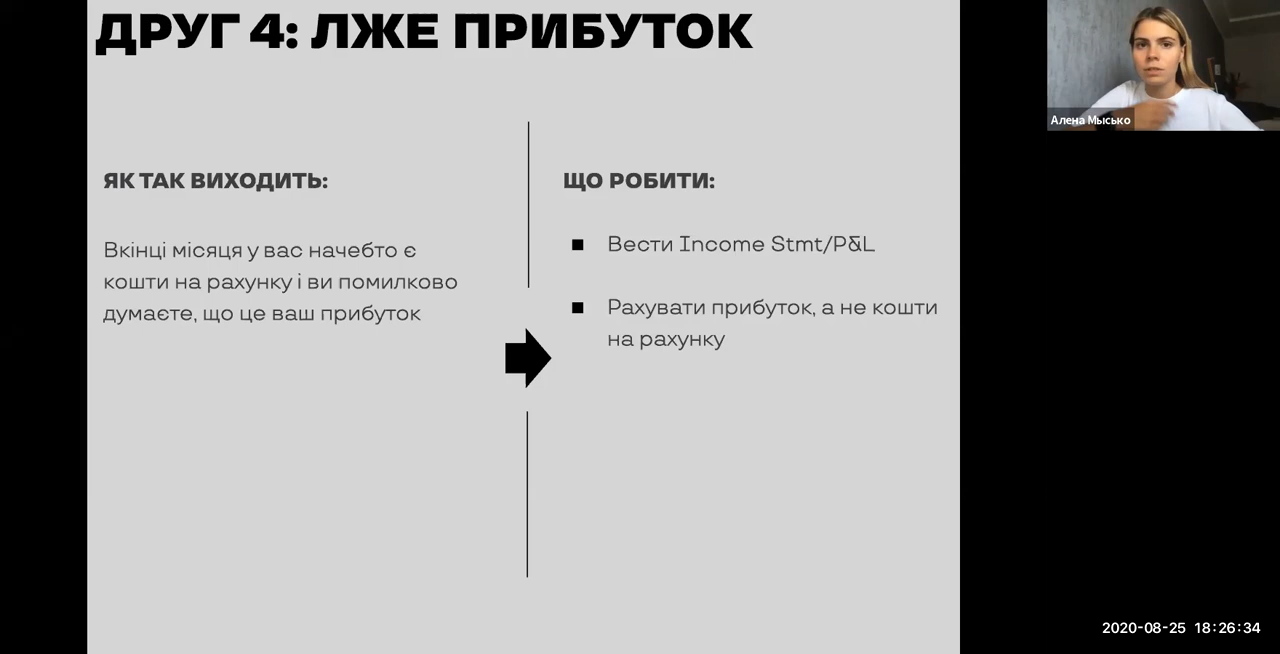 ДРУГ 4: ЛЖЕ ПРИБУТОК
ЯК ТАК ВИХОДИТЬ:
Вкінці місяця у вас начебто є
кошти на рахунку і ви помилково
думаєте, що це ваш прибуток
ЩО РОБИТИ:
Вести Income Stmt/P&L
Рахувати прибуток, а не кошти
на рахунку
Алена Мысько
2020-08-25 18:26:34